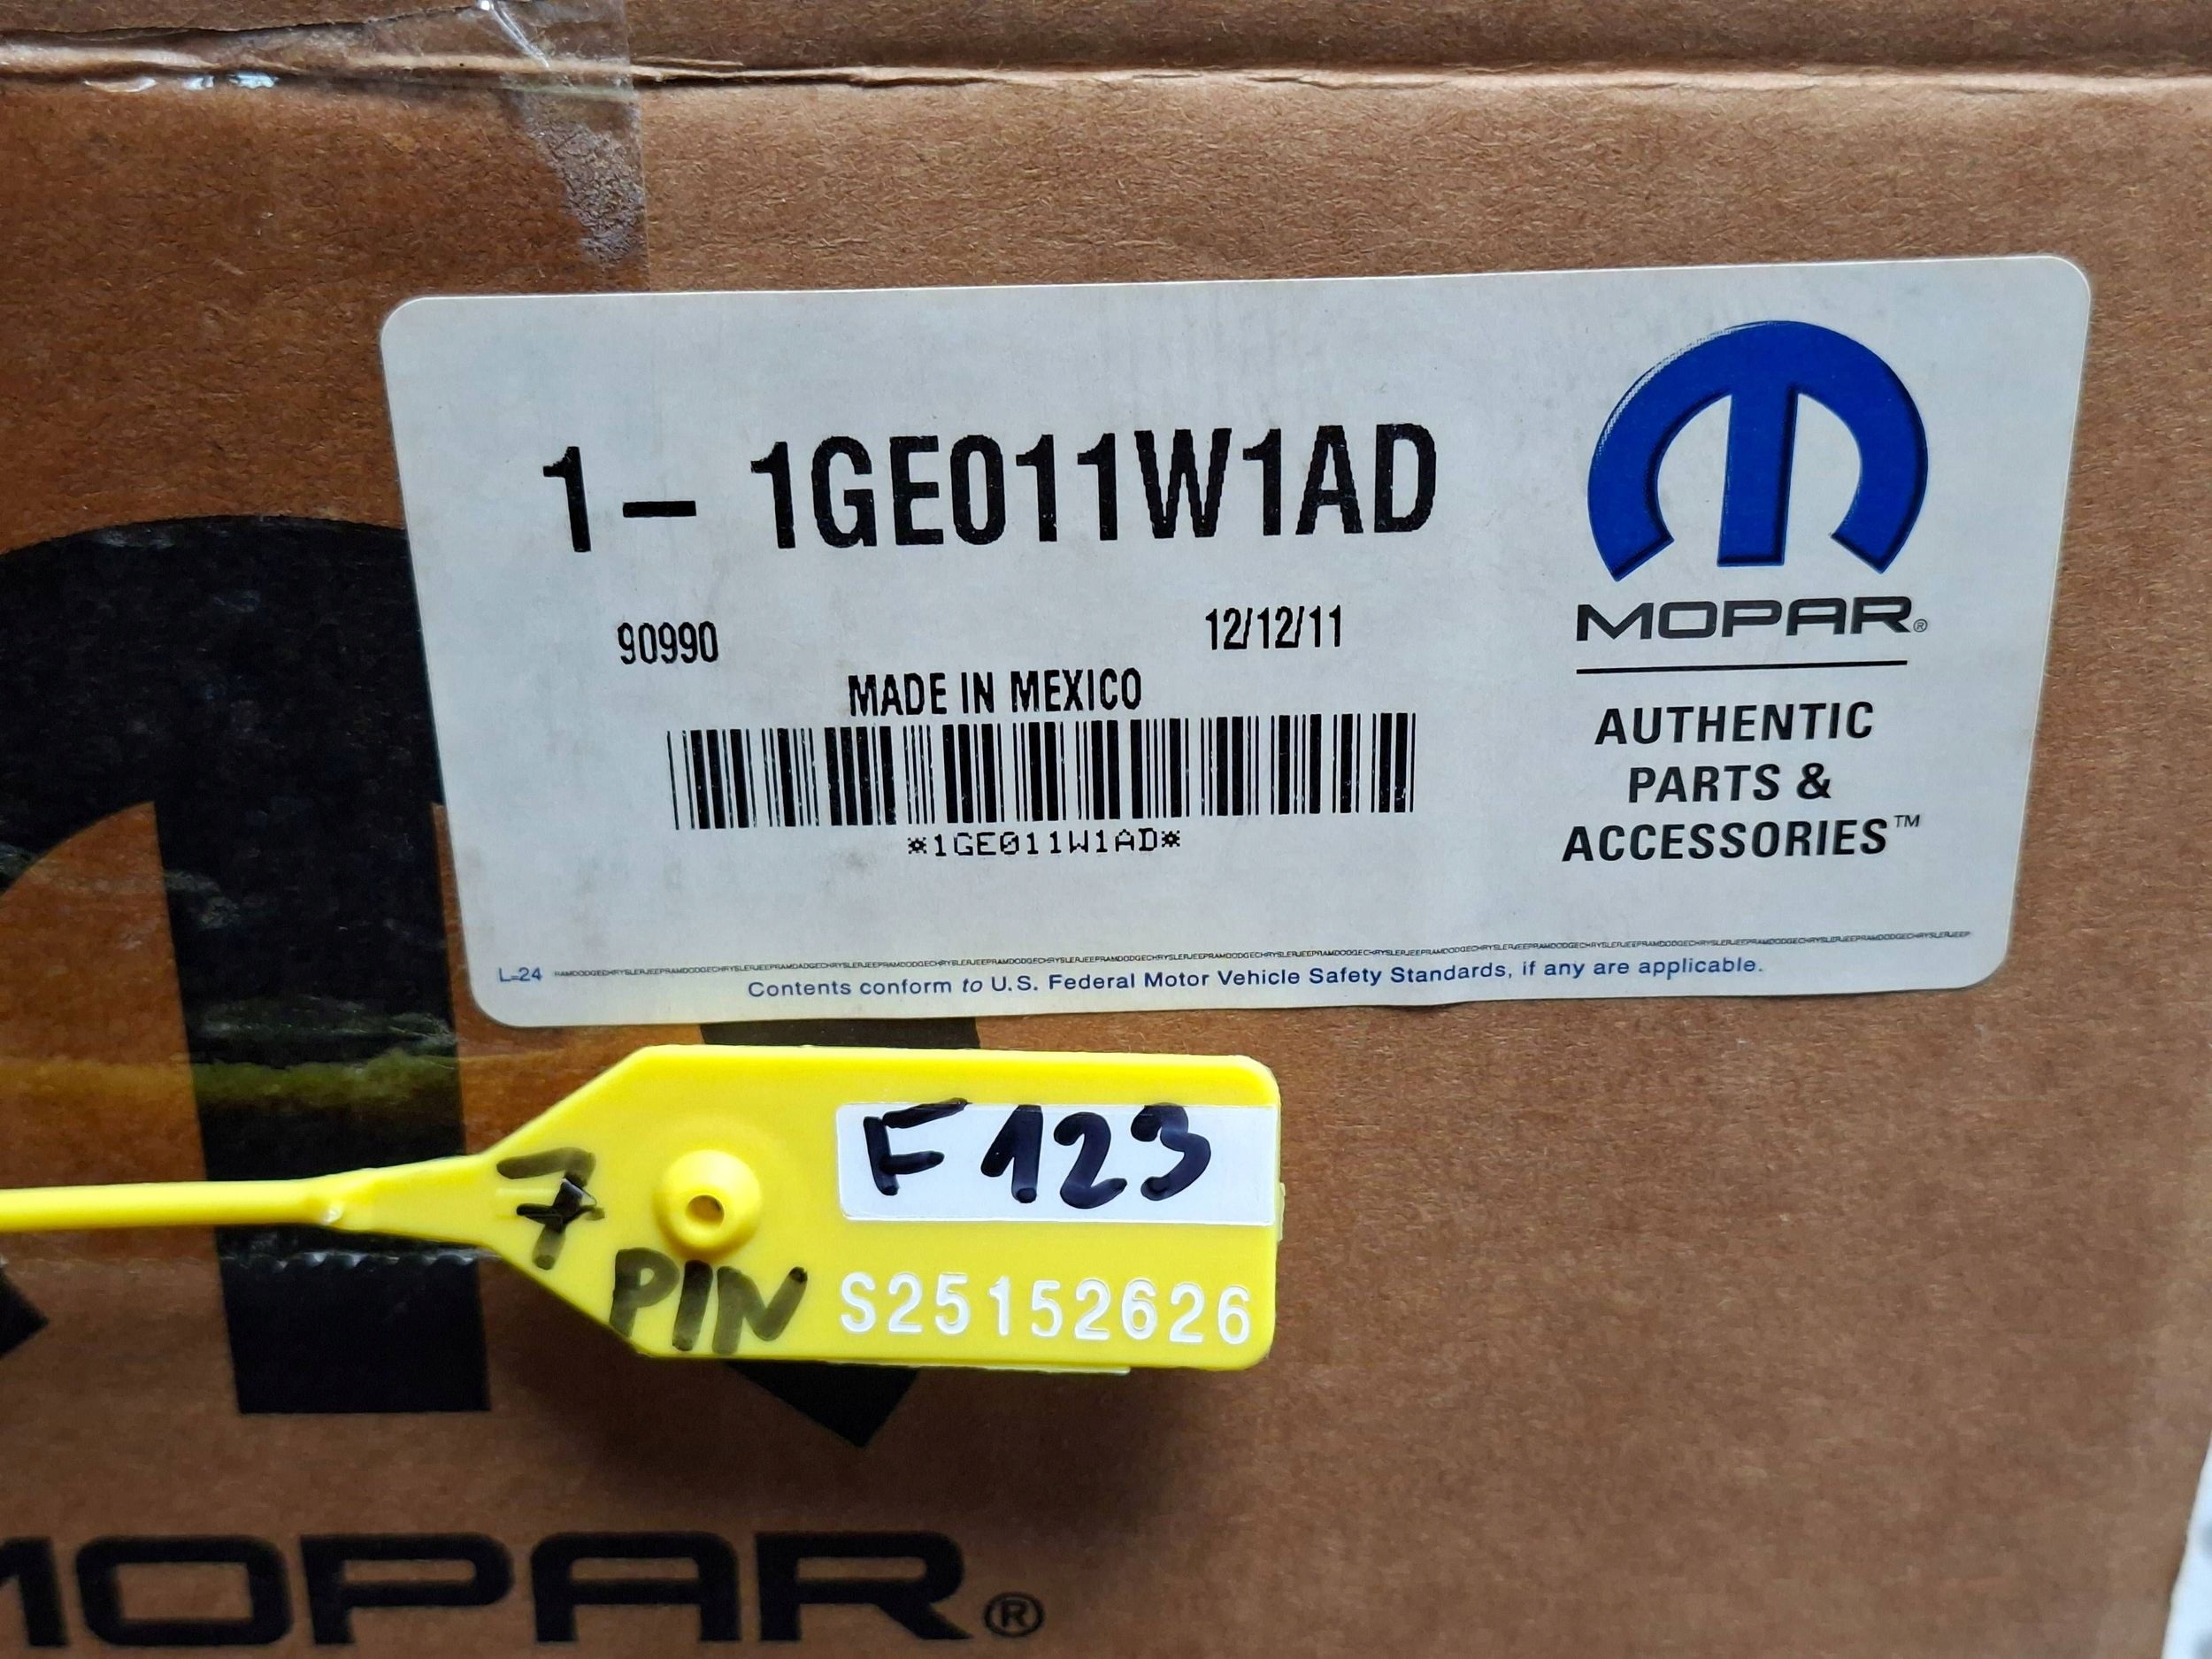 1 – 1GE011W1AD
90990 12/12/11
MADE IN MEXICO
*1GE011W1AD*
MOPAR®
AUTHENTIC
PARTS &
ACCESSORIES™
L-24
Contents conform to U.S. Federal Motor Vehicle Safety Standards, if any are applicable.
F123
7
PIN
S25152626
MOPAR®